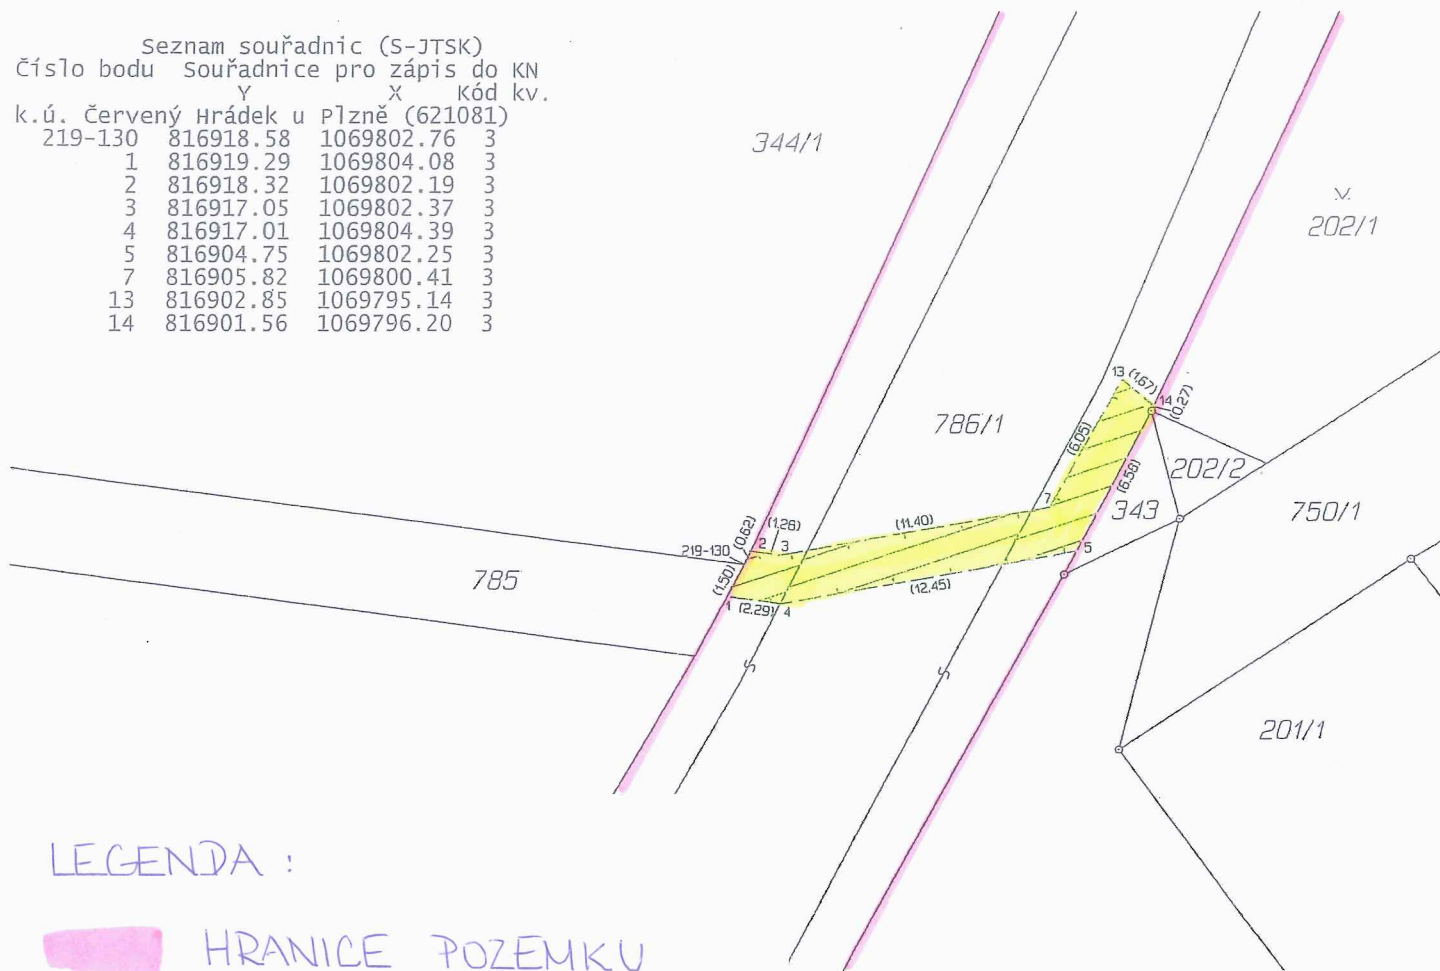 Seznam souřadnic (S-JTSK)
Číslo bodu Souřadnice pro zápis do KN
Y X Kód kv.
k.ú. Červený Hrádek u Plzně (621081)
219-130 816918.58 1069802.76 3
1 816919.29 1069804.08 3
2 816918.32 1069802.19 3
3 816917.05 1069802.37 3
4 816917.01 1069804.39 3
5 816904.75 1069802.25 3
7 816905.82 1069800.41 3
13 816902.85 1069795.14 3
14 816901.56 1069796.20 3
344/1
202/1
13 (1.67)
14
(0.27)
786/1
(6.05)
202/2
(6.58)
7
343
750/1
(11.40)
(0.62)
(1.28)
219-130
2
3
5
785
(1.50)
(12.45)
1
(2.29)
4
201/1
LEGENDA :
HRANICE POZEMKU